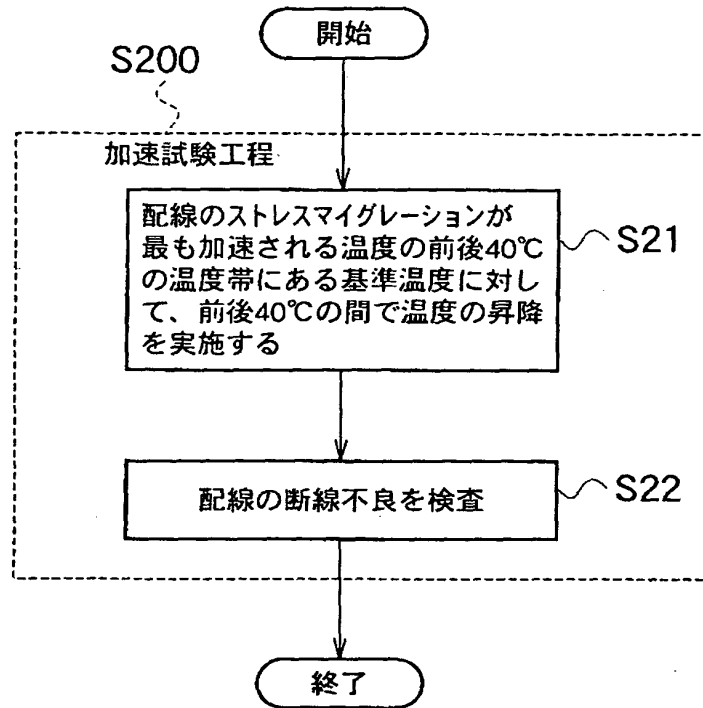 開始
S200
加速試験工程
配線のストレスマイグレーションが
最も加速される温度の前後40℃
の温度帯にある基準温度に対し
て、前後40℃の間で温度の昇降
を実施する
S21
配線の断線不良を検査
S22
終了